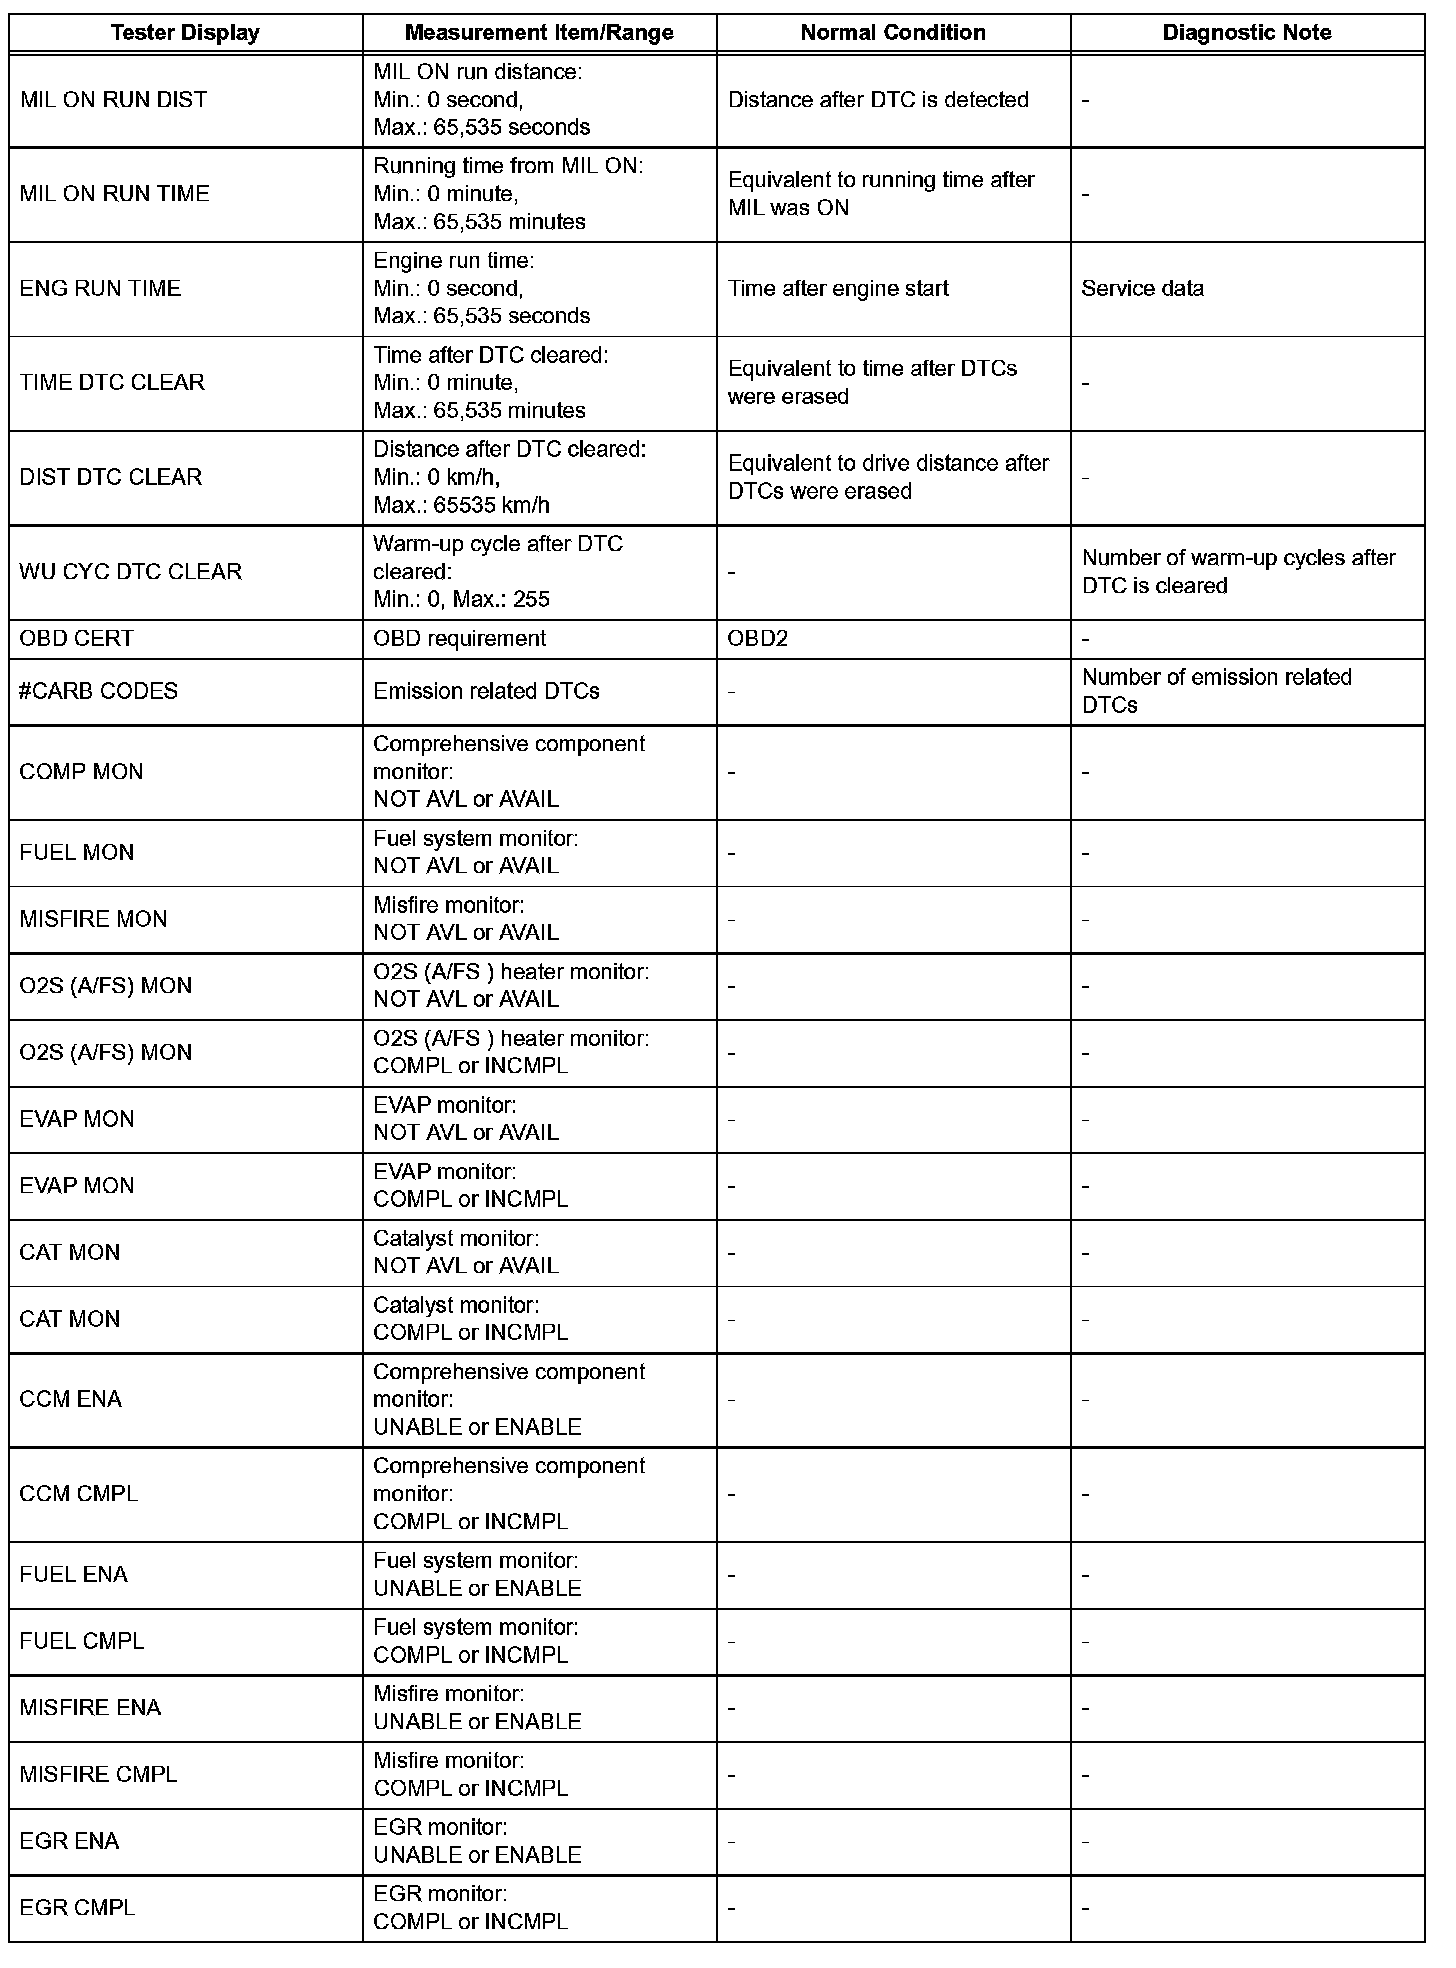 Tester Display Measurement Item/Range Normal Condition Diagnostic Note
MIL ON RUN DIST
MIL ON run distance:
Min.: 0 second,
Max.: 65,535 seconds
Distance after DTC is detected
-
MIL ON RUN TIME
Running time from MIL ON:
Min.: 0 minute,
Max.: 65,535 minutes
Equivalent to running time after
MIL was ON
-
ENG RUN TIME
Engine run time:
Min.: 0 second,
Max.: 65,535 seconds
Time after engine start
Service data
TIME DTC CLEAR
Time after DTC cleared:
Min.: 0 minute,
Max.: 65,535 minutes
Equivalent to time after DTCs
were erased
-
DIST DTC CLEAR
Distance after DTC cleared:
Min.: 0 km/h,
Max.: 65535 km/h
Equivalent to drive distance after
DTCs were erased
-
WU CYC DTC CLEAR
Warm-up cycle after DTC
cleared:
Min.: 0, Max.: 255
-
Number of warm-up cycles after
DTC is cleared
OBD CERT
OBD requirement
OBD2
-
#CARB CODES
Emission related DTCs
-
Number of emission related
DTCs
COMP MON
Comprehensive component
monitor:
NOT AVL or AVAIL
-
-
FUEL MON
Fuel system monitor:
NOT AVL or AVAIL
-
-
MISFIRE MON
Misfire monitor:
NOT AVL or AVAIL
-
-
O2S (A/FS) MON
O2S (A/FS ) heater monitor:
NOT AVL or AVAIL
-
-
O2S (A/FS) MON
O2S (A/FS ) heater monitor:
COMPL or INCMPL
-
-
EVAP MON
EVAP monitor:
NOT AVL or AVAIL
-
-
EVAP MON
EVAP monitor:
COMPL or INCMPL
-
-
CAT MON
Catalyst monitor:
NOT AVL or AVAIL
-
-
CAT MON
Catalyst monitor:
COMPL or INCMPL
-
-
CCM ENA
Comprehensive component
monitor:
UNABLE or ENABLE
-
-
CCM CMPL
Comprehensive component
monitor:
COMPL or INCMPL
-
-
FUEL ENA
Fuel system monitor:
UNABLE or ENABLE
-
-
FUEL CMPL
Fuel system monitor:
COMPL or INCMPL
-
-
MISFIRE ENA
Misfire monitor:
UNABLE or ENABLE
-
-
MISFIRE CMPL
Misfire monitor:
COMPL or INCMPL
-
-
EGR ENA
EGR monitor:
UNABLE or ENABLE
-
-
EGR CMPL
EGR monitor:
COMPL or INCMPL
-
-